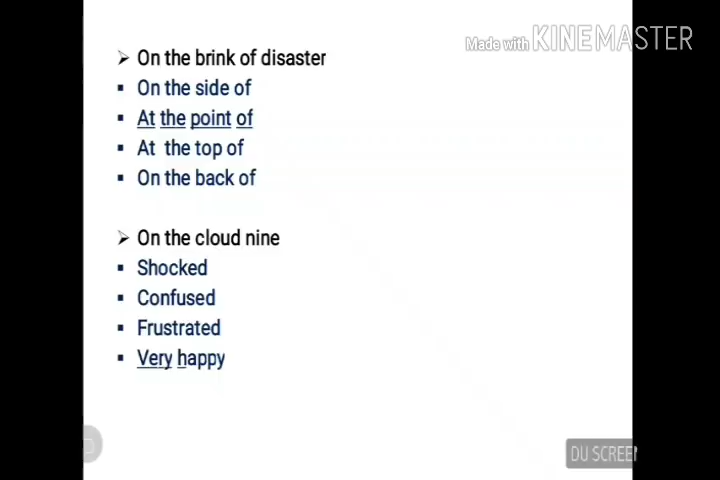 Made with KINEMASTER
On the brink of disaster
On the side of
At the point of
At the top of
On the back of
On the cloud nine
Shocked
Confused
Frustrated
Very happy
DU SCREE